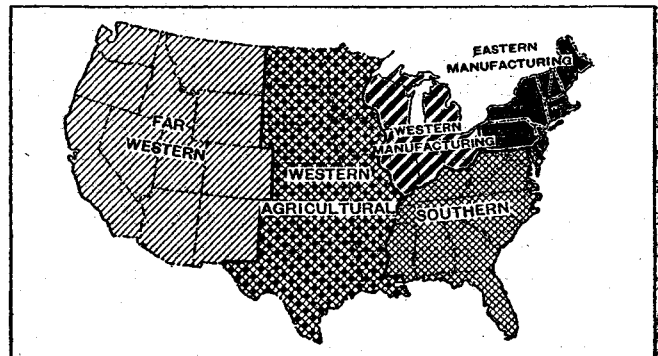 EASTERN
MANUFACTURING
FAR
WESTERN
WESTERN
MANUFACTURING
WESTERN
AGRICULTURAL
SOUTHERN